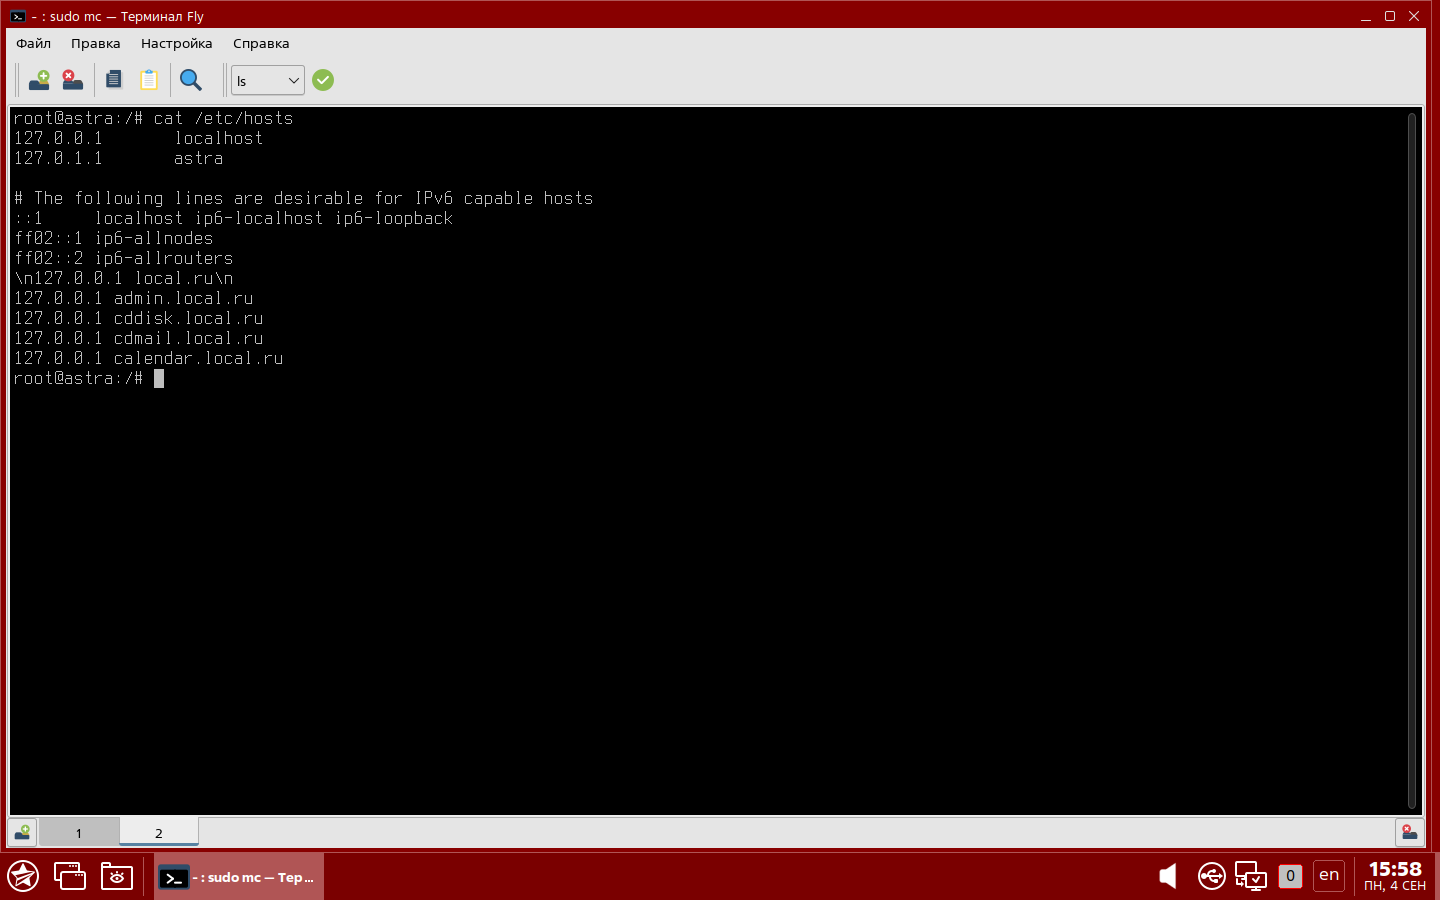 - : sudo mc — Терминал Fly
Файл Правка Настройка Справка
ls
root@astra:/# cat /etc/hosts
127.0.0.1       localhost
127.0.1.1       astra
# The following lines are desirable for IPv6 capable hosts
::1     localhost ip6-localhost ip6-loopback
ff02::1 ip6-allnodes
ff02::2 ip6-allrouters
\n127.0.0.1 local.ru\n
127.0.0.1 admin.local.ru
127.0.0.1 cddisk.local.ru
127.0.0.1 cdmail.local.ru
127.0.0.1 calendar.local.ru
root@astra:/#
1 2
- : sudo mc — Тер...
0 en 15:58
ПН, 4 СЕН